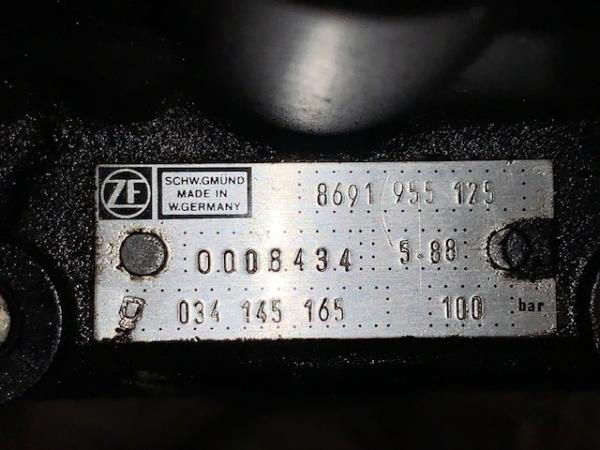 ZF
SCHW.GMÜND
MADE IN
W.GERMANY
8691 955 125
0008434 5.88
034 145 165 100 bar